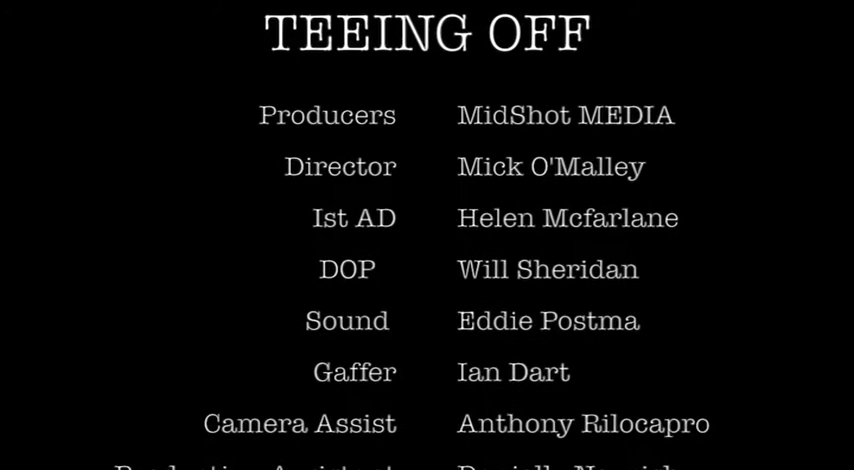 TEEING OFF
Producers MidShot MEDIA
Director Mick O'Malley
Ist AD Helen Mcfarlane
DOP Will Sheridan
Sound Eddie Postma
Gaffer Ian Dart
Camera Assist Anthony Rilocapro